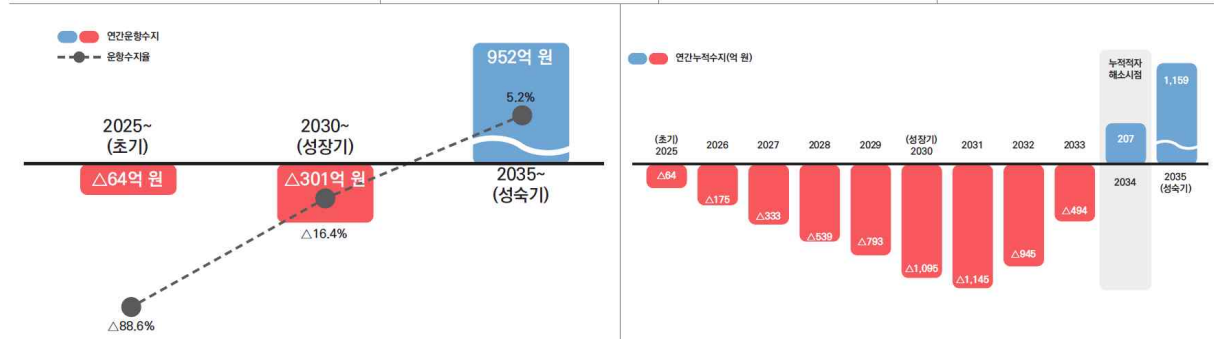 연간운항수지
운항수지율
952억 원
5.2%
2025~
(초기)
2030~
(성장기)
△64억 원
△301억 원
2035~
(성숙기)
△16.4%
△88.6%
연간누적수지(억 원)
누적적자
해소시점
1,159
207
(초기)
2025
2026
2027
2028
2029
(성장기)
2030
2031
2032
2033
△64
△175
△333
△539
△793
△1,095
△1,145
△945
△494
2034
2035
(성숙기)